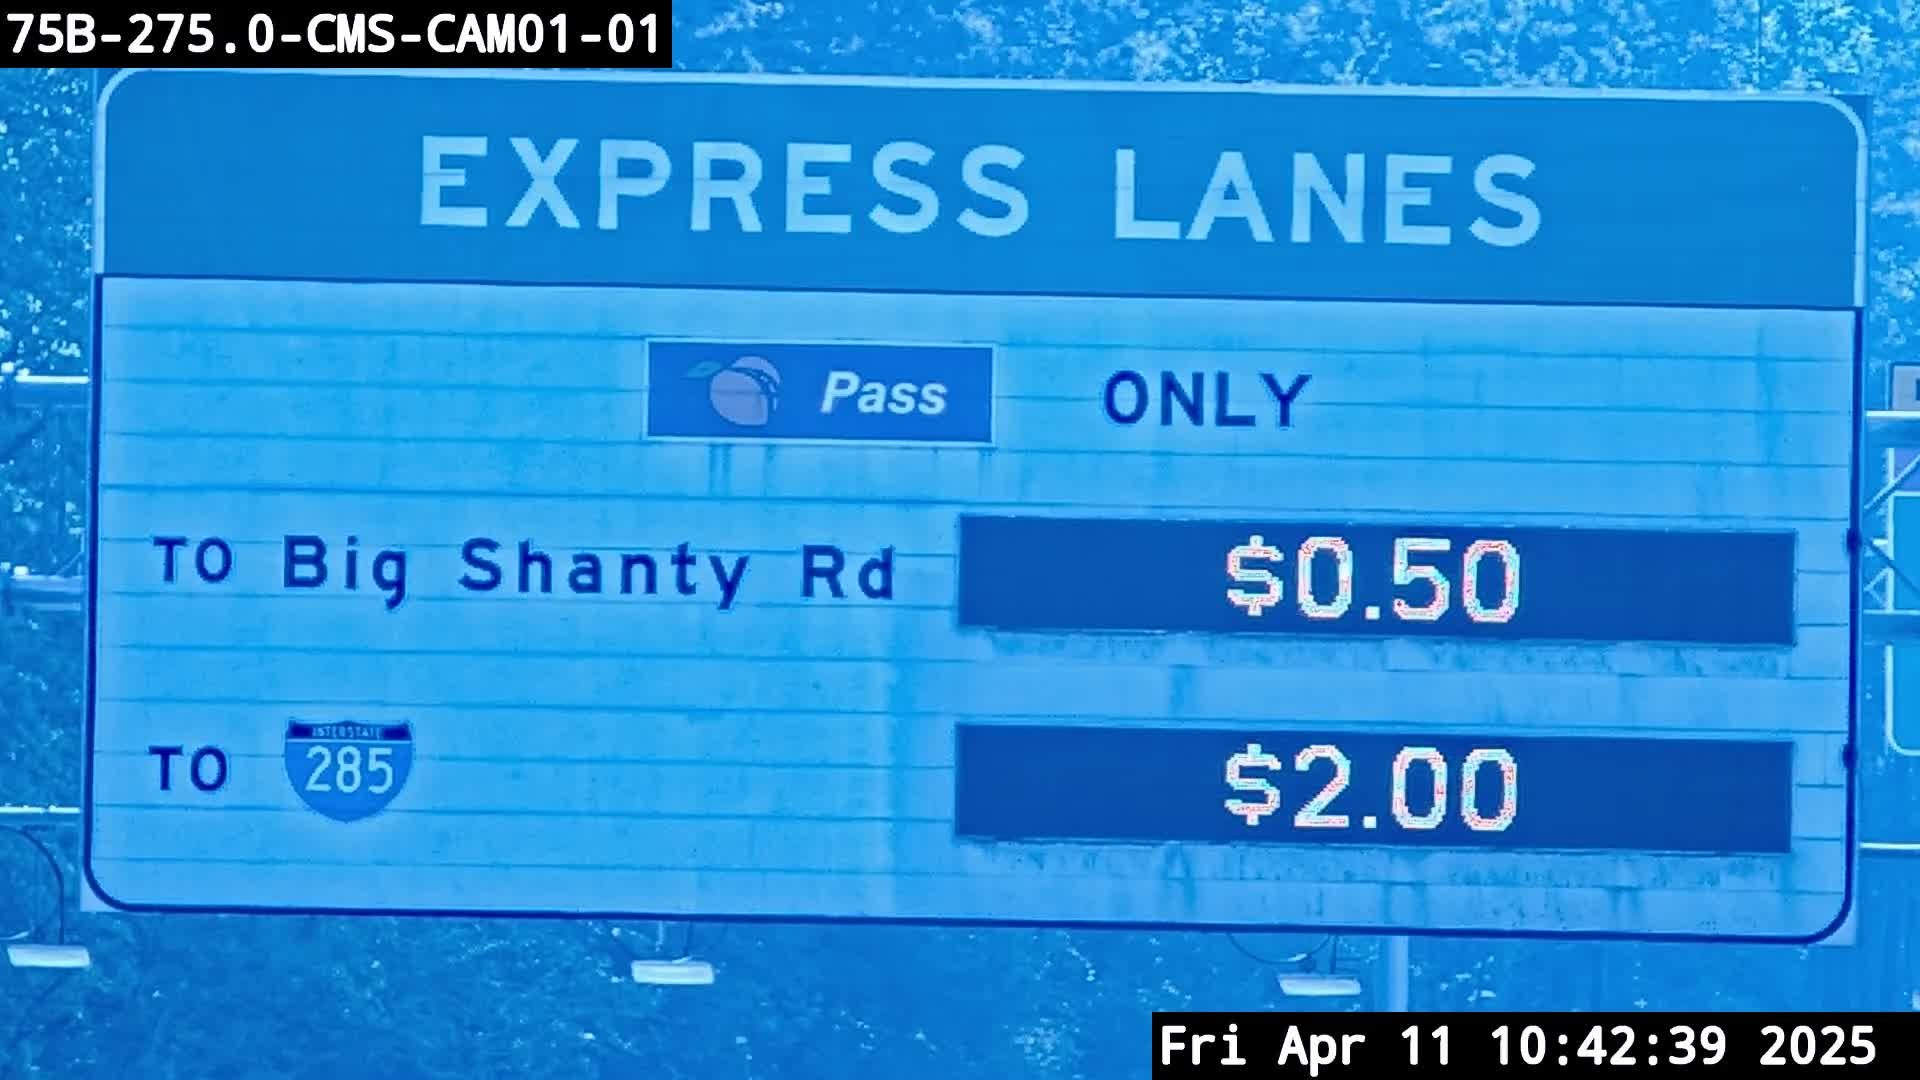 75B-275.0-CMS-CAM01-01
EXPRESS LANES
Pass ONLY
TO Big Shanty Rd $0.50
INTERSTATE
TO 285 $2.00
Fri Apr 11 10:42:39 2025